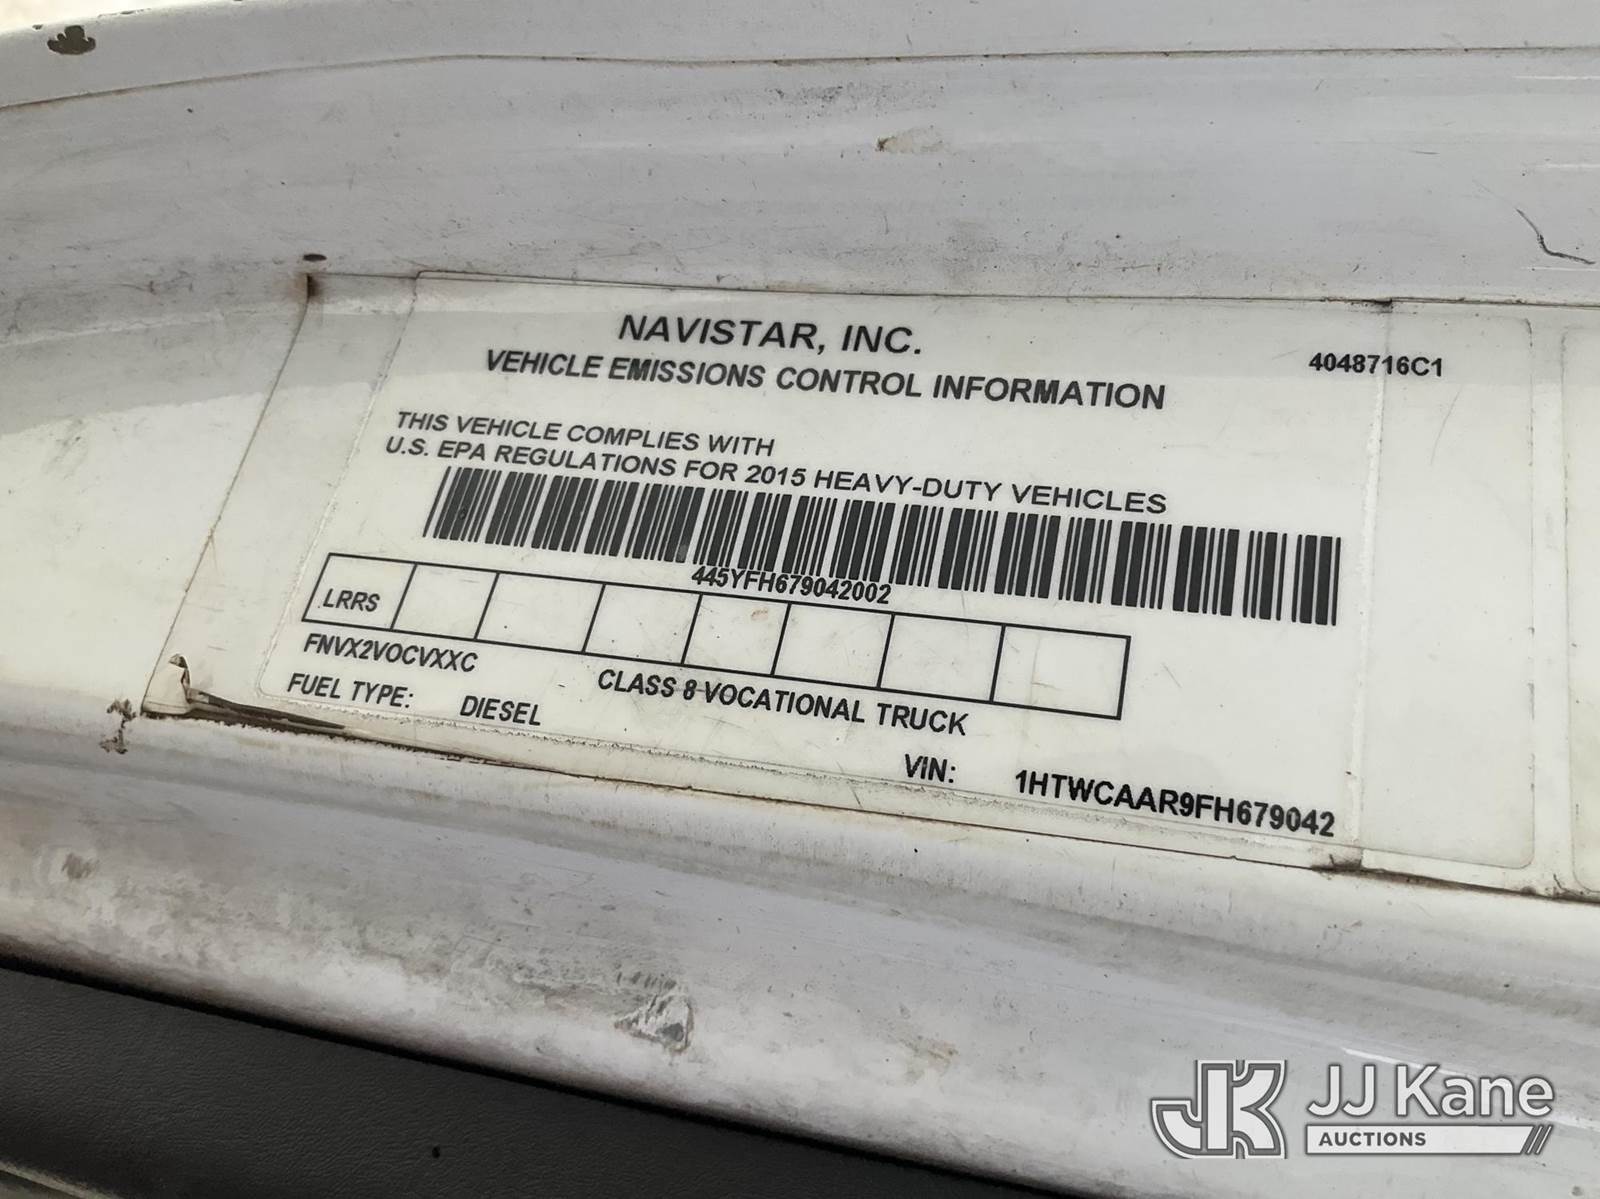 NAVISTAR, INC.
VEHICLE EMISSIONS CONTROL INFORMATION
4048716C1
THIS VEHICLE COMPLIES WITH
U.S. EPA REGULATIONS FOR 2015 HEAVY-DUTY VEHICLES
445YFH679042002
LRRS
FNVX2VOCVXXC
CLASS 8 VOCATIONAL TRUCK
FUEL TYPE: DIESEL
VIN: 1HTWCAAR9FH679042
JK JJ Kane
AUCTIONS